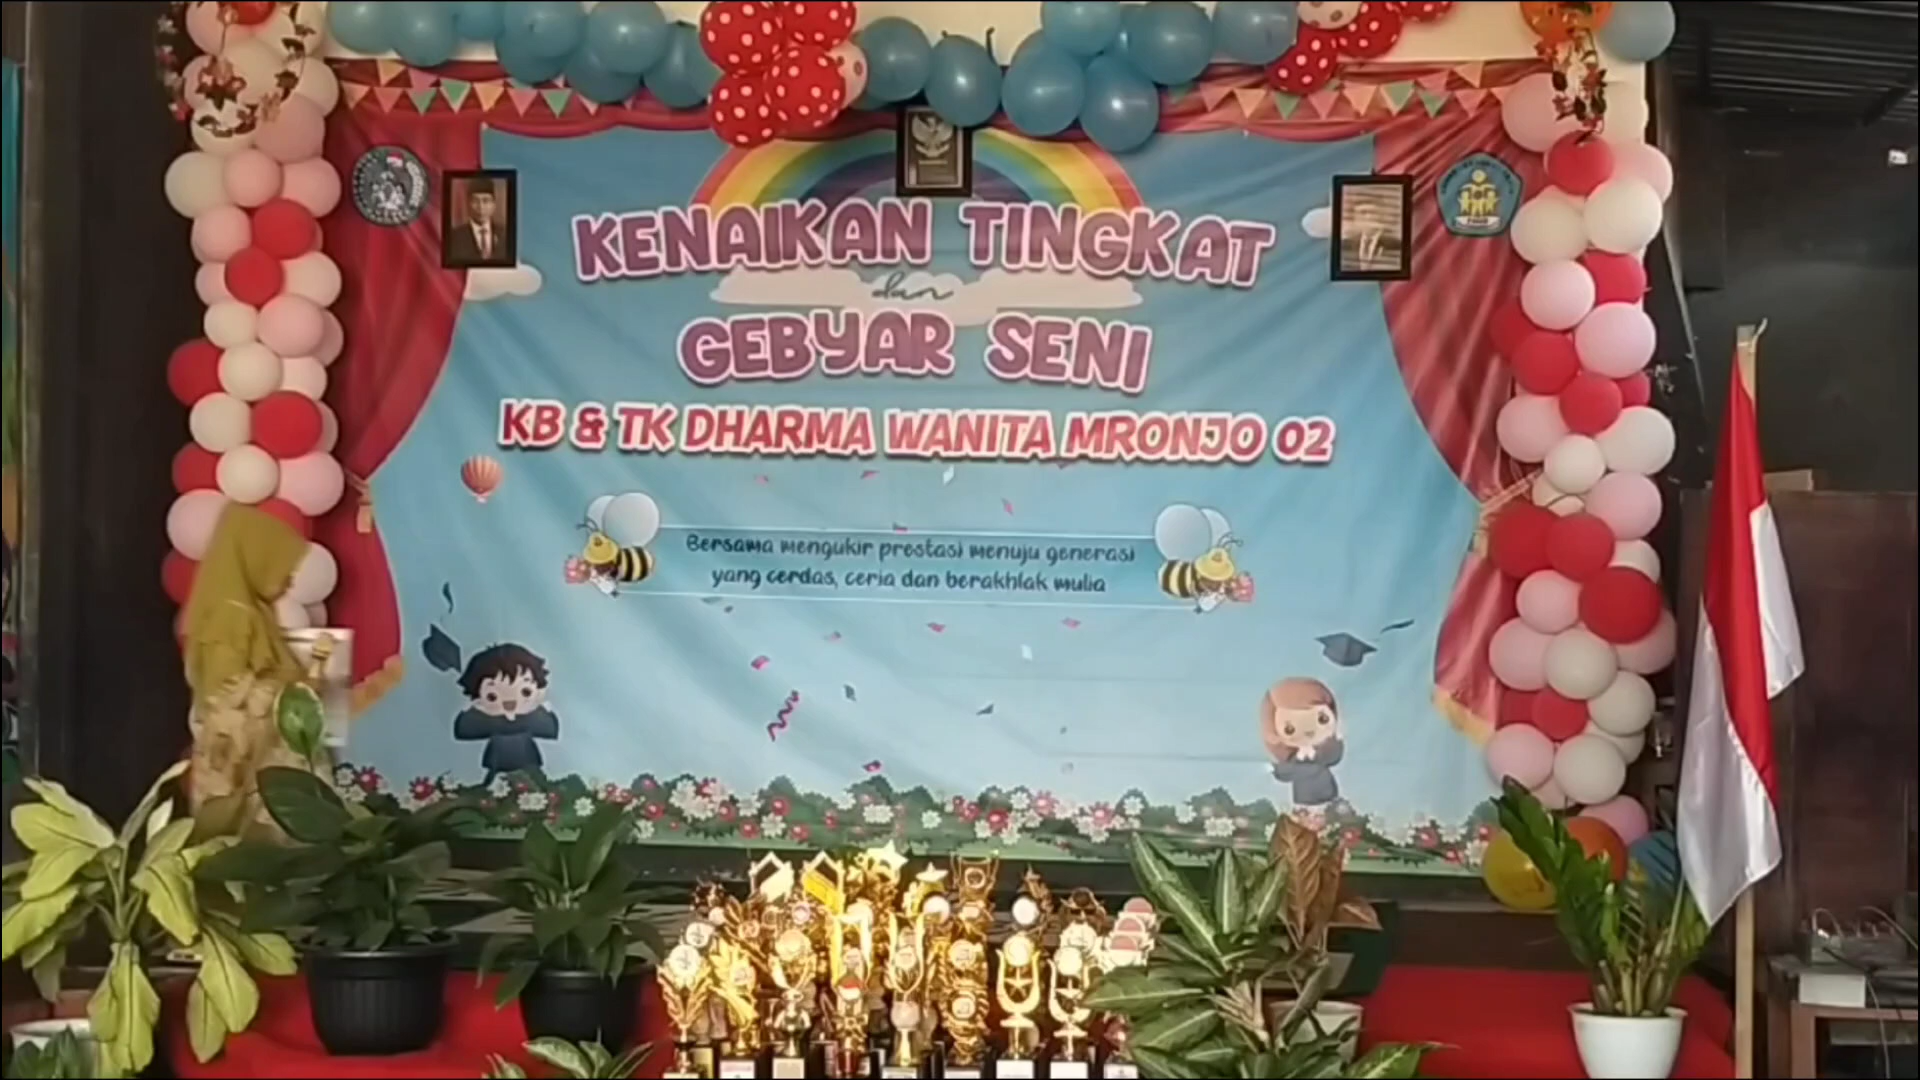 KENAIKAN TINGKAT
dan
GEBYAR SENI
KB & TK DHARMA WANITA MRONJO 02
Bersama mengukir prestasi menuju generasi
yang cerdas, ceria dan berakhlak mulia